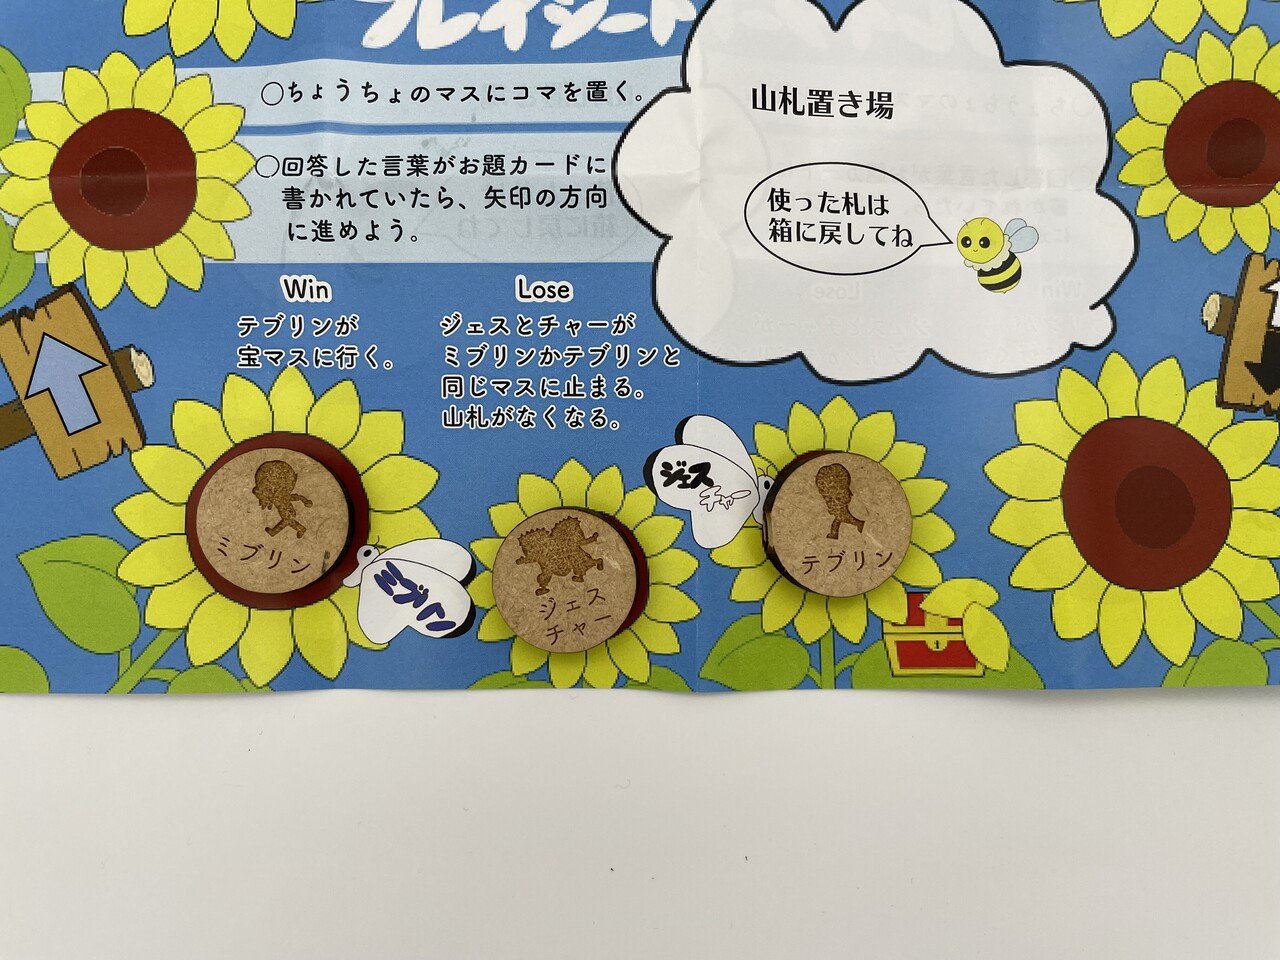 プレイシート
○ちょうちょのマスにコマを置く。
○回答した言葉がお題カードに
書かれていたら、矢印の方向
に進めよう。
Win
テブリンが
宝マスに行く。
Lose
ジェスとチャーが
ミブリンかテブリンと
同じマスに止まる。
山札がなくなる。
山札置き場
使った札は
箱に戻してね
ミブリン
ミブリン
ジェス
チャー
ジェス
チャー
テブリン